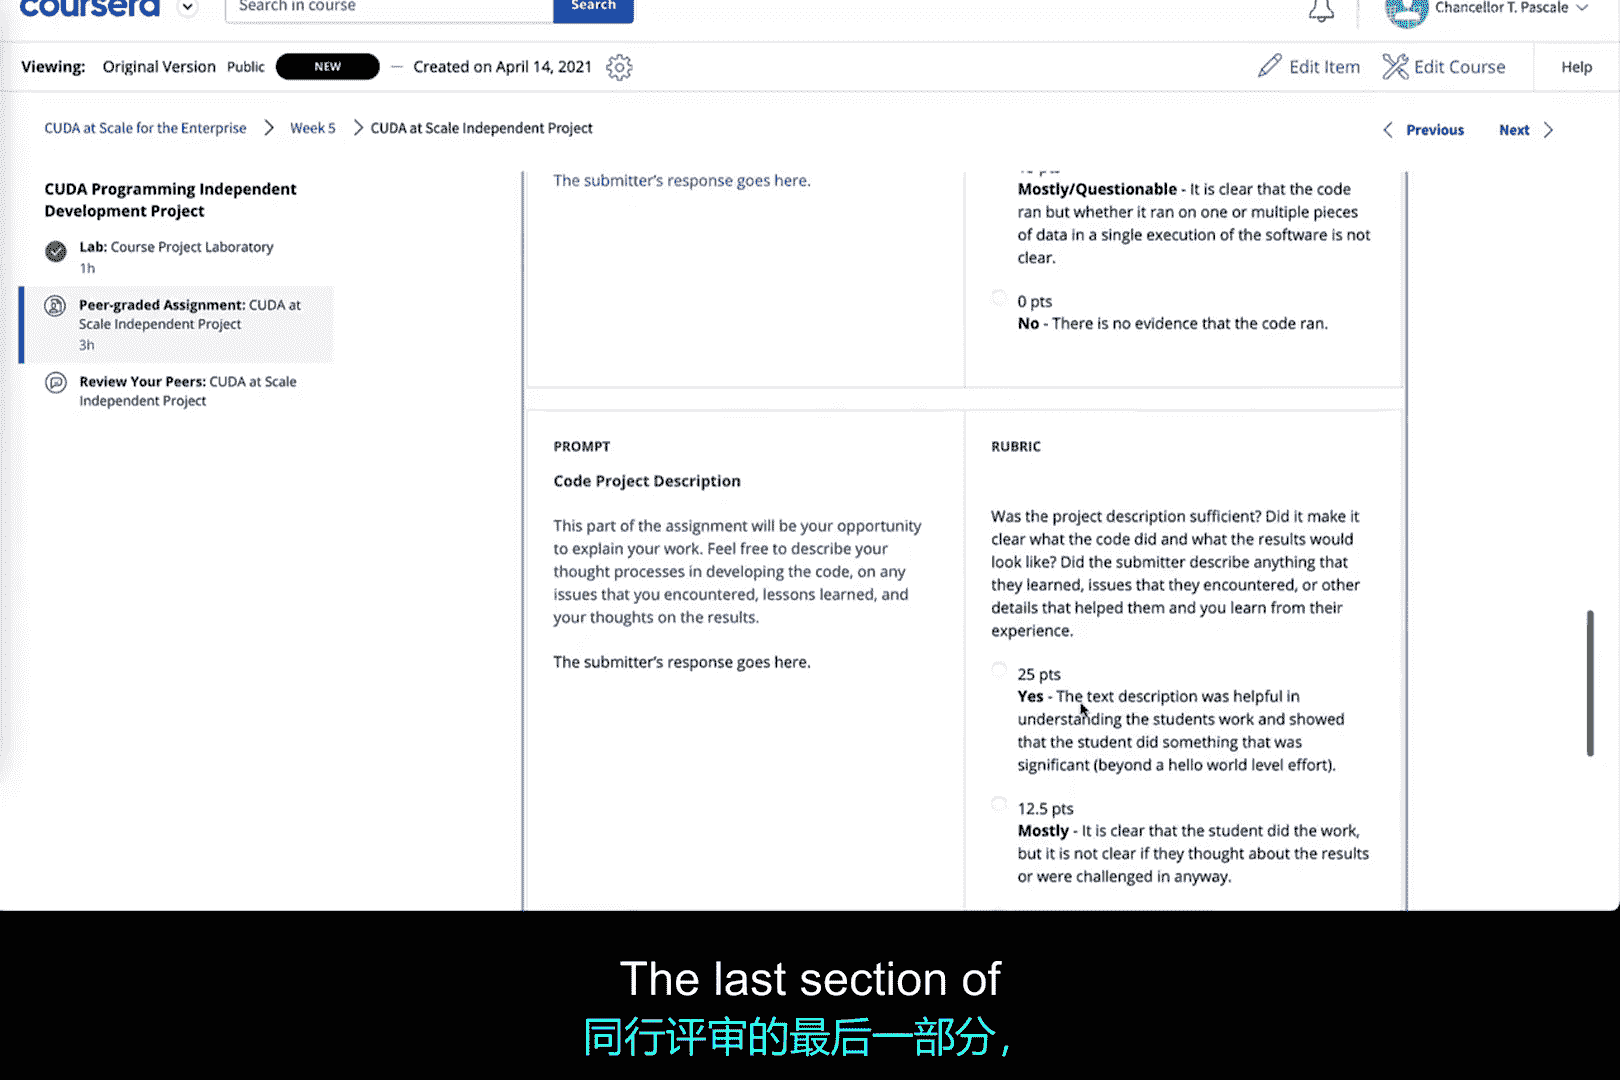 coursera
Search in course
Search
Chancellor T. Pascale
Viewing: Original Version Public NEW — Created on April 14, 2021
Edit Item
Edit Course
Help
CUDA at Scale for the Enterprise > Week 5 > CUDA at Scale Independent Project
Previous
Next
CUDA Programming Independent
Development Project
Lab: Course Project Laboratory
1h
Peer-graded Assignment: CUDA at
Scale Independent Project
3h
Review Your Peers: CUDA at Scale
Independent Project
The submitter's response goes here.
Mostly/Questionable - It is clear that the code
ran but whether it ran on one or multiple pieces
of data in a single execution of the software is not
clear.
0 pts
No - There is no evidence that the code ran.
PROMPT
Code Project Description
This part of the assignment will be your opportunity
to explain your work. Feel free to describe your
thought processes in developing the code, on any
issues that you encountered, lessons learned, and
your thoughts on the results.
The submitter's response goes here.
RUBRIC
Was the project description sufficient? Did it make it
clear what the code did and what the results would
look like? Did the submitter describe anything that
they learned, issues that they encountered, or other
details that helped them and you learn from their
experience.
25 pts
Yes - The text description was helpful in
understanding the students work and showed
that the student did something that was
significant (beyond a hello world level effort).
12.5 pts
Mostly - It is clear that the student did the work,
but it is not clear if they thought about the results
or were challenged in anyway.
The last section of
同行评审的最后一部分，